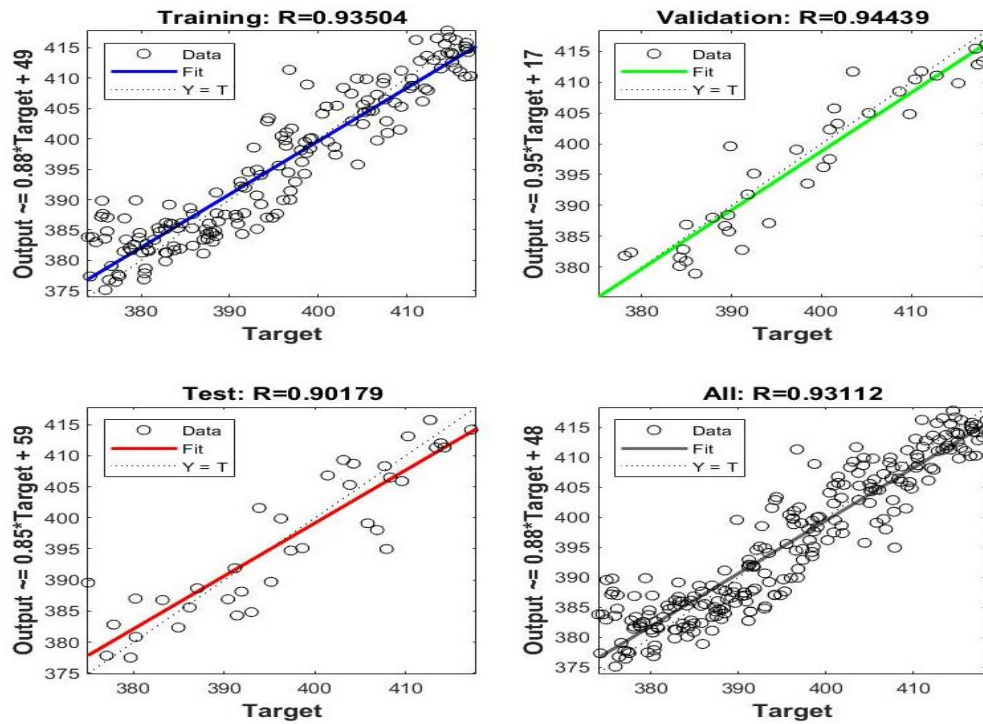 Training: R=0.93504
Output ~= 0.88*Target + 49
415
410
405
400
395
390
385
380
375
Data
Fit
Y = T
380
390
400
410
Target
Validation: R=0.94439
Output ~= 0.95*Target + 17
415
410
405
400
395
390
385
380
Data
Fit
Y = T
380
390
400
410
Target
Test: R=0.90179
Output ~= 0.85*Target + 59
415
410
405
400
395
390
385
380
375
Data
Fit
Y = T
380
390
400
410
Target
All: R=0.93112
Output ~= 0.88*Target + 48
415
410
405
400
395
390
385
380
375
Data
Fit
Y = T
380
390
400
410
Target